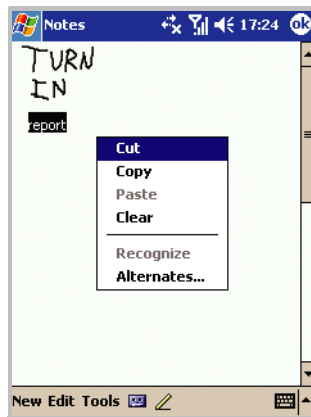 Notes 17:24 ok
TURN
IN
report
Cut
Copy
Paste
Clear
Recognize
Alternates...
New Edit Tools